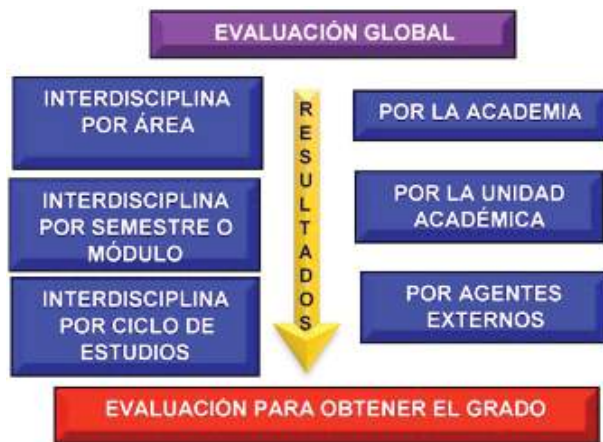 EVALUACIÓN GLOBAL
INTERDISCIPLINA
POR ÁREA
INTERDISCIPLINA
POR SEMESTRE O
MÓDULO
INTERDISCIPLINA
POR CICLO DE
ESTUDIOS
RESULTADOS
POR LA ACADEMIA
POR LA UNIDAD
ACADÉMICA
POR AGENTES
EXTERNOS
EVALUACIÓN PARA OBTENER EL GRADO